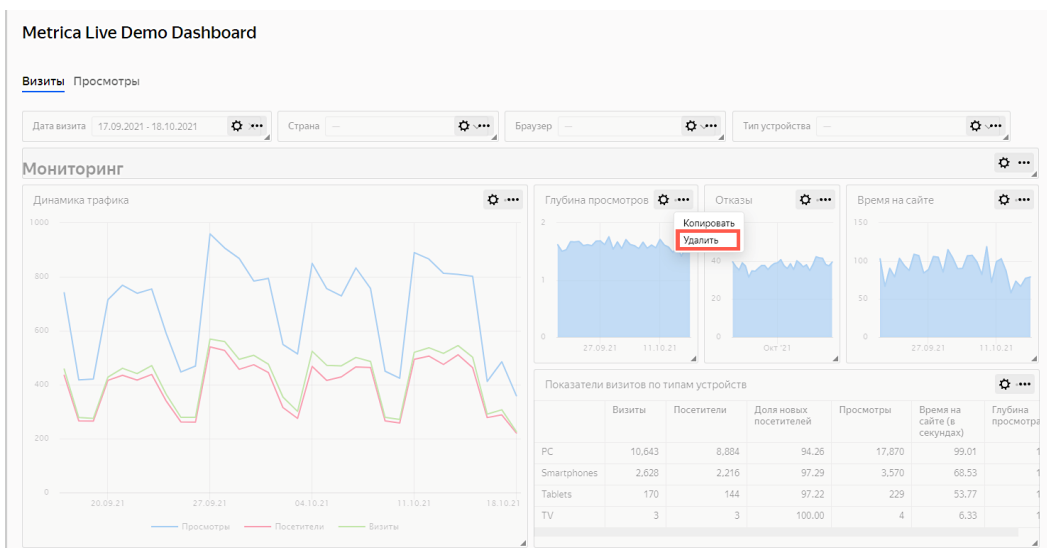 Metrica Live Demo Dashboard
Визиты Просмотры
Дата визита 17.09.2021 - 18.10.2021 Страна — Браузер — Тип устройства —
Мониторинг
Динамика трафика
1000
800
600
400
200
0
20.09.21 27.09.21 04.10.21 11.10.21 18.10.21
Просмотры Посетители Визиты
Глубина просмотров
Копировать
Удалить
2
1
0
27.09.21 11.10.21
Отказы
40
20
0
Окт '21
Время на сайте
150
100
50
0
27.09.21 11.10.21
Показатели визитов по типам устройств
Визиты Посетители Доля новых посетителей Просмотры Время на сайте (в секундах) Глубина просмотра
PC 10,643 8,884 94.26 17,870 99.01 1
Smartphones 2,628 2,216 97.29 3,570 68.53 1
Tablets 170 144 97.22 229 53.77 1
TV 3 3 100.00 4 6.33 1